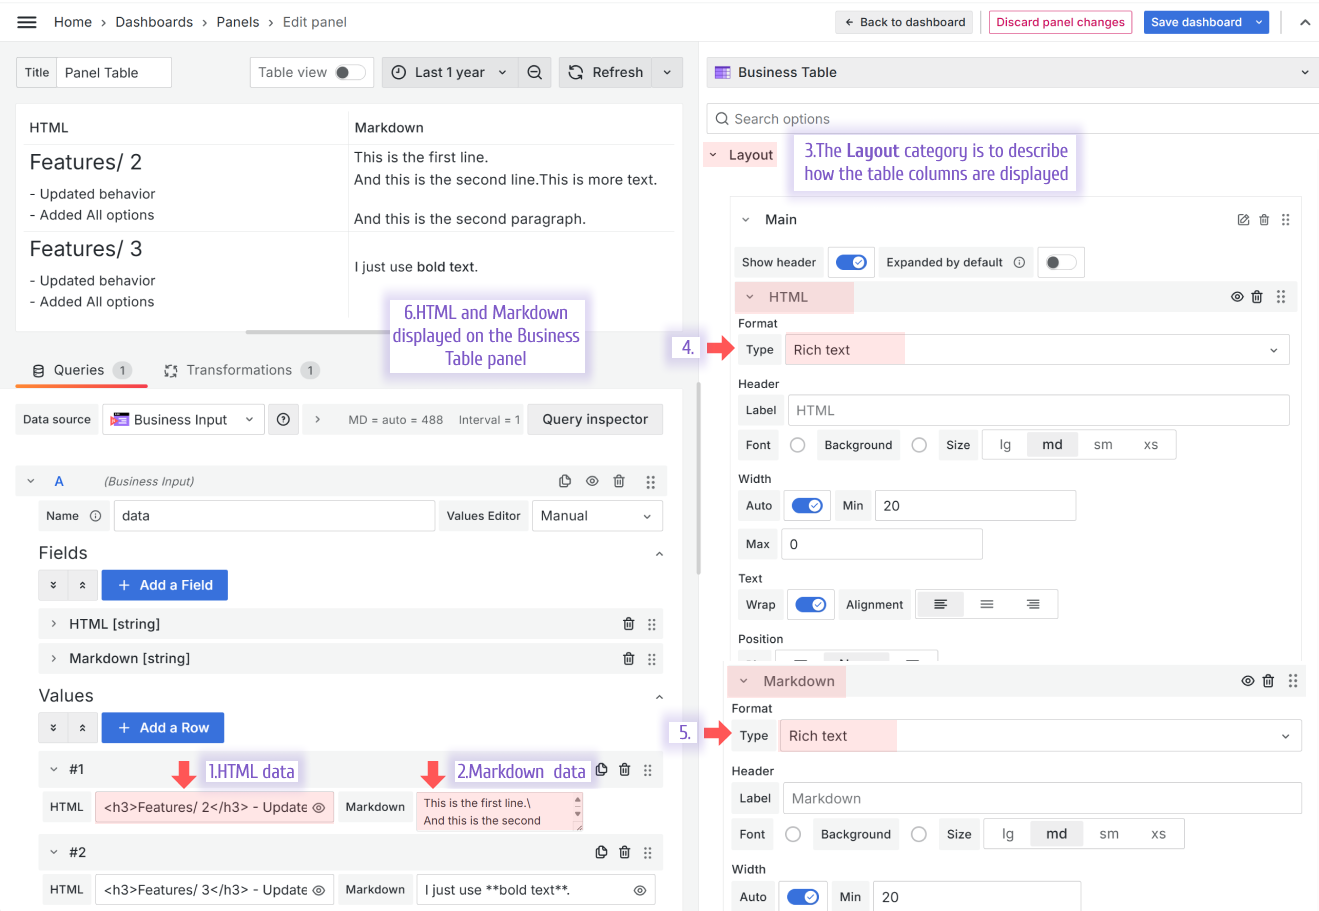 Home › Dashboards › Panels › Edit panel
← Back to dashboard
Discard panel changes
Save dashboard
Title
Panel Table
Table view
Last 1 year
Refresh
HTML
Markdown
Features/ 2
- Updated behavior
- Added All options
This is the first line.
And this is the second line.This is more text.
And this is the second paragraph.
Features/ 3
- Updated behavior
- Added All options
I just use bold text.
6.HTML and Markdown
displayed on the Business
Table panel
Queries 1
Transformations 1
Data source
Business Input
MD = auto = 488
Interval = 1
Query inspector
A
(Business Input)
Name
data
Values Editor
Manual
Fields
+ Add a Field
HTML [string]
Markdown [string]
Values
+ Add a Row
#1
1.HTML data
2.Markdown data
HTML
<h3>Features/ 2</h3> - Update
Markdown
This is the first line.\
And this is the second
#2
HTML
<h3>Features/ 3</h3> - Update
Markdown
I just use **bold text**.
Business Table
Search options
Layout
3.The Layout category is to describe
how the table columns are displayed
Main
Show header
Expanded by default
HTML
Format
4.
Type
Rich text
Header
Label
HTML
Font
Background
Size
lg
md
sm
xs
Width
Auto
Min
20
Max
0
Text
Wrap
Alignment
Position
Markdown
Format
5.
Type
Rich text
Header
Label
Markdown
Font
Background
Size
lg
md
sm
xs
Width
Auto
Min
20